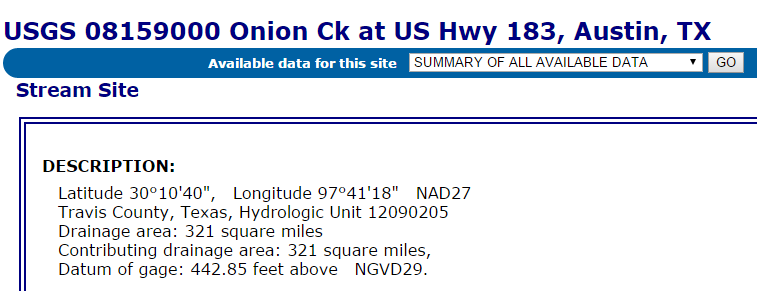 USGS 08159000 Onion Ck at US Hwy 183, Austin, TX
Available data for this site SUMMARY OF ALL AVAILABLE DATA GO
Stream Site
DESCRIPTION:
Latitude 30°10'40", Longitude 97°41'18" NAD27
Travis County, Texas, Hydrologic Unit 12090205
Drainage area: 321 square miles
Contributing drainage area: 321 square miles,
Datum of gage: 442.85 feet above NGVD29.